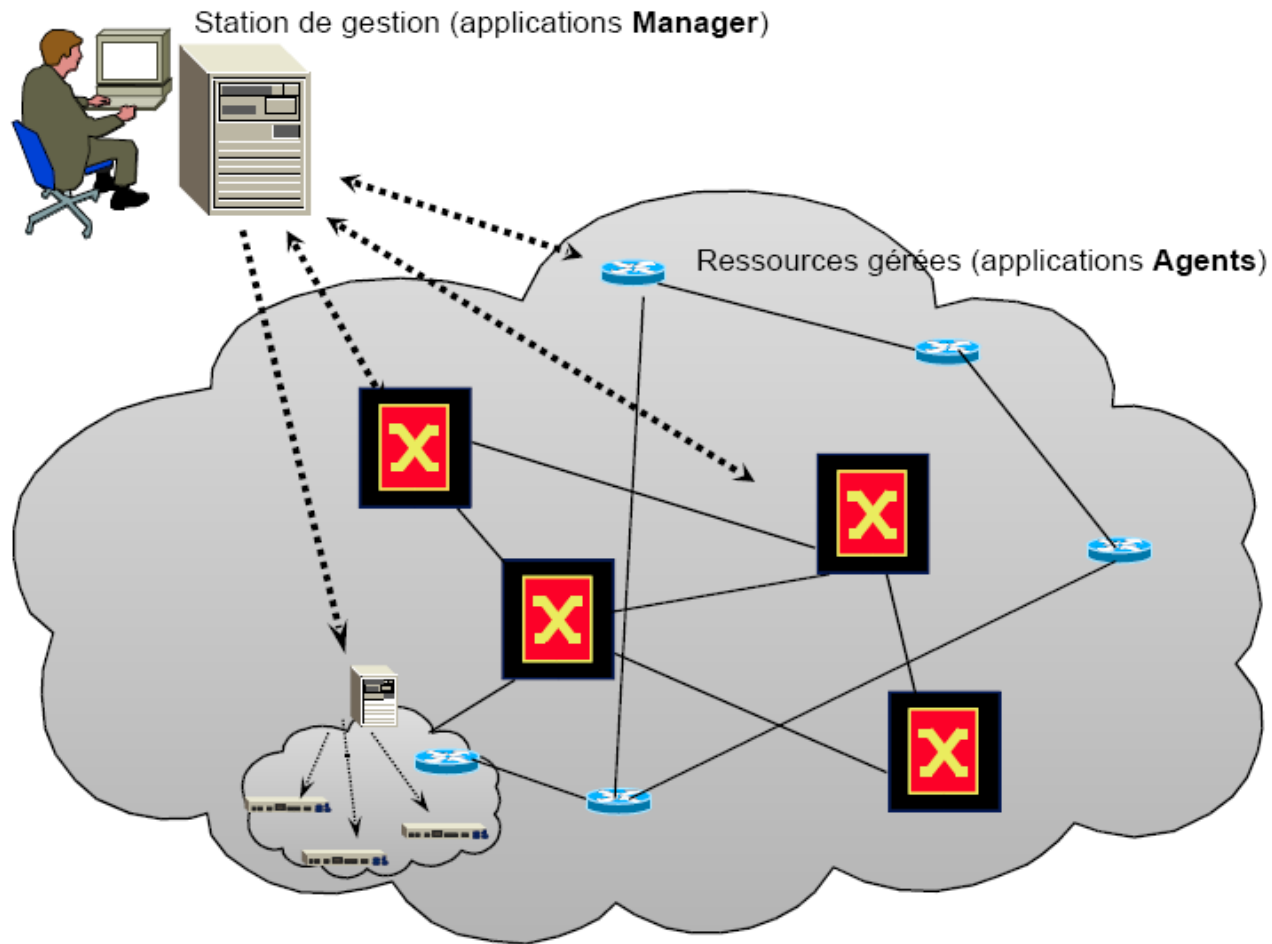 Station de gestion (applications Manager)
Ressources gérées (applications Agents)